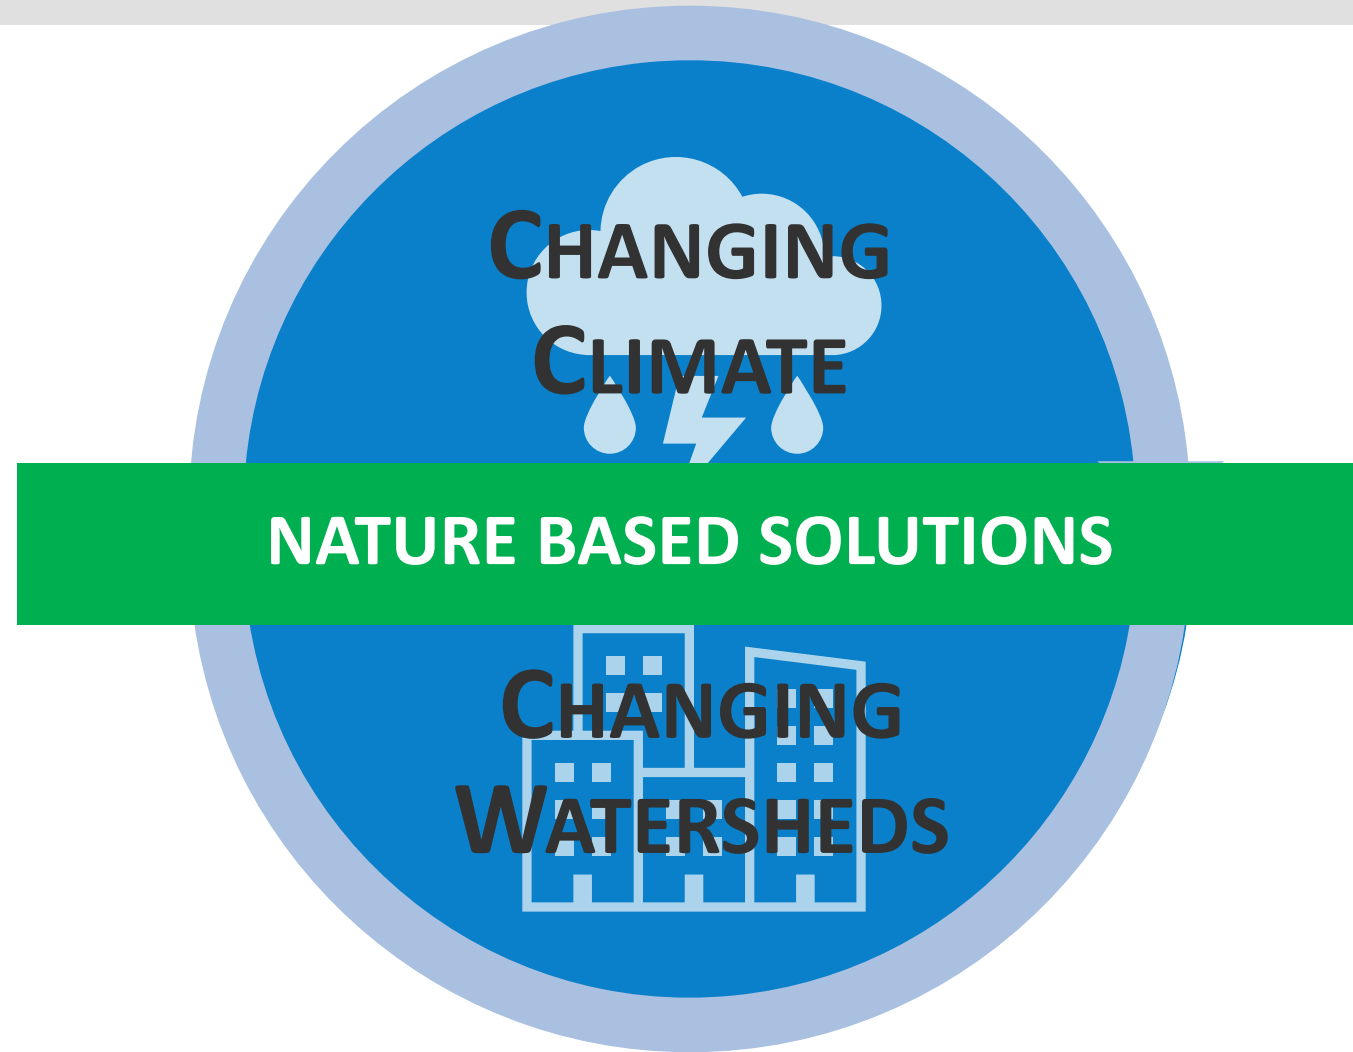 CHANGING
CLIMATE
NATURE BASED SOLUTIONS
CHANGING
WATERSHEDS